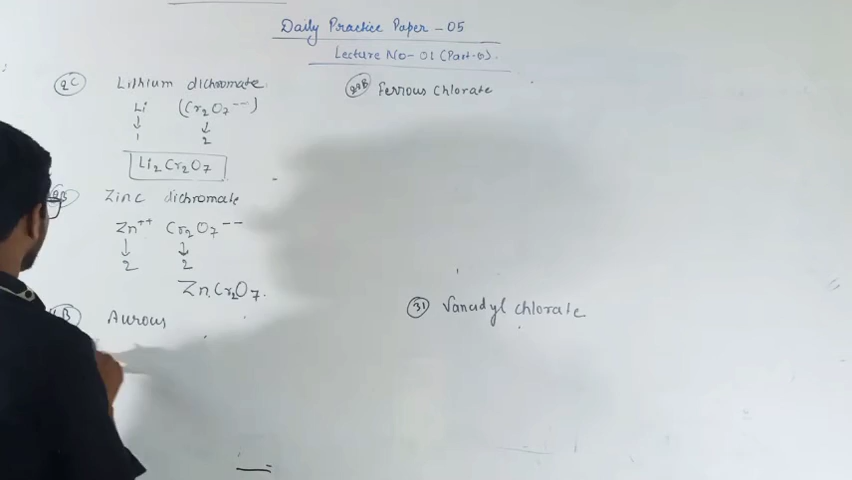 Daily Practice Paper - 05
Lecture No- 01 (Part-
2C Lithium dichromate
Li (Cr2O7--)
↓ ↓
1 2
Li2Cr2O7
Zinc dichromate
Zn++ Cr2O7--
↓ ↓
2 2
ZnCr2O7.
Aurous
Ferrous Chlorate
31 Vanadyl chlorate